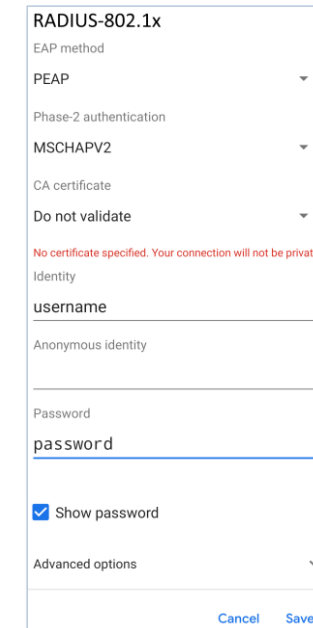 RADIUS-802.1x
EAP method
PEAP
Phase-2 authentication
MSCHAPV2
CA certificate
Do not validate
No certificate specified. Your connection will not be privat
Identity
username
Anonymous identity
Password
password
Show password
Advanced options
Cancel Save